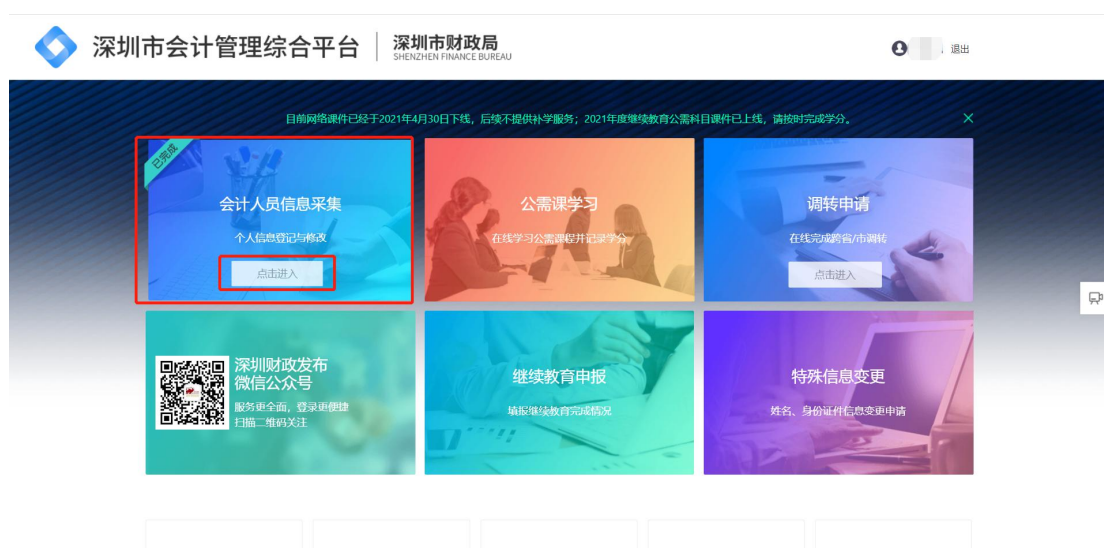 深圳市会计管理综合平台
深圳市财政局
SHENZHEN FINANCE BUREAU
退出
目前网络课件已经于2021年4月30日下线，后续不提供补学服务；2021年度继续教育公需科目课件已上线，请按时完成学分。
已完成
会计人员信息采集
个人信息登记与修改
点击进入
公需课学习
在线学习公需课程并记录学分
调转申请
在线完成跨省/市调转
点击进入
深圳财政发布
微信公众号
服务更全面，登录更便捷
扫描二维码关注
继续教育申报
填报继续教育完成情况
特殊信息变更
姓名、身份证件信息变更申请